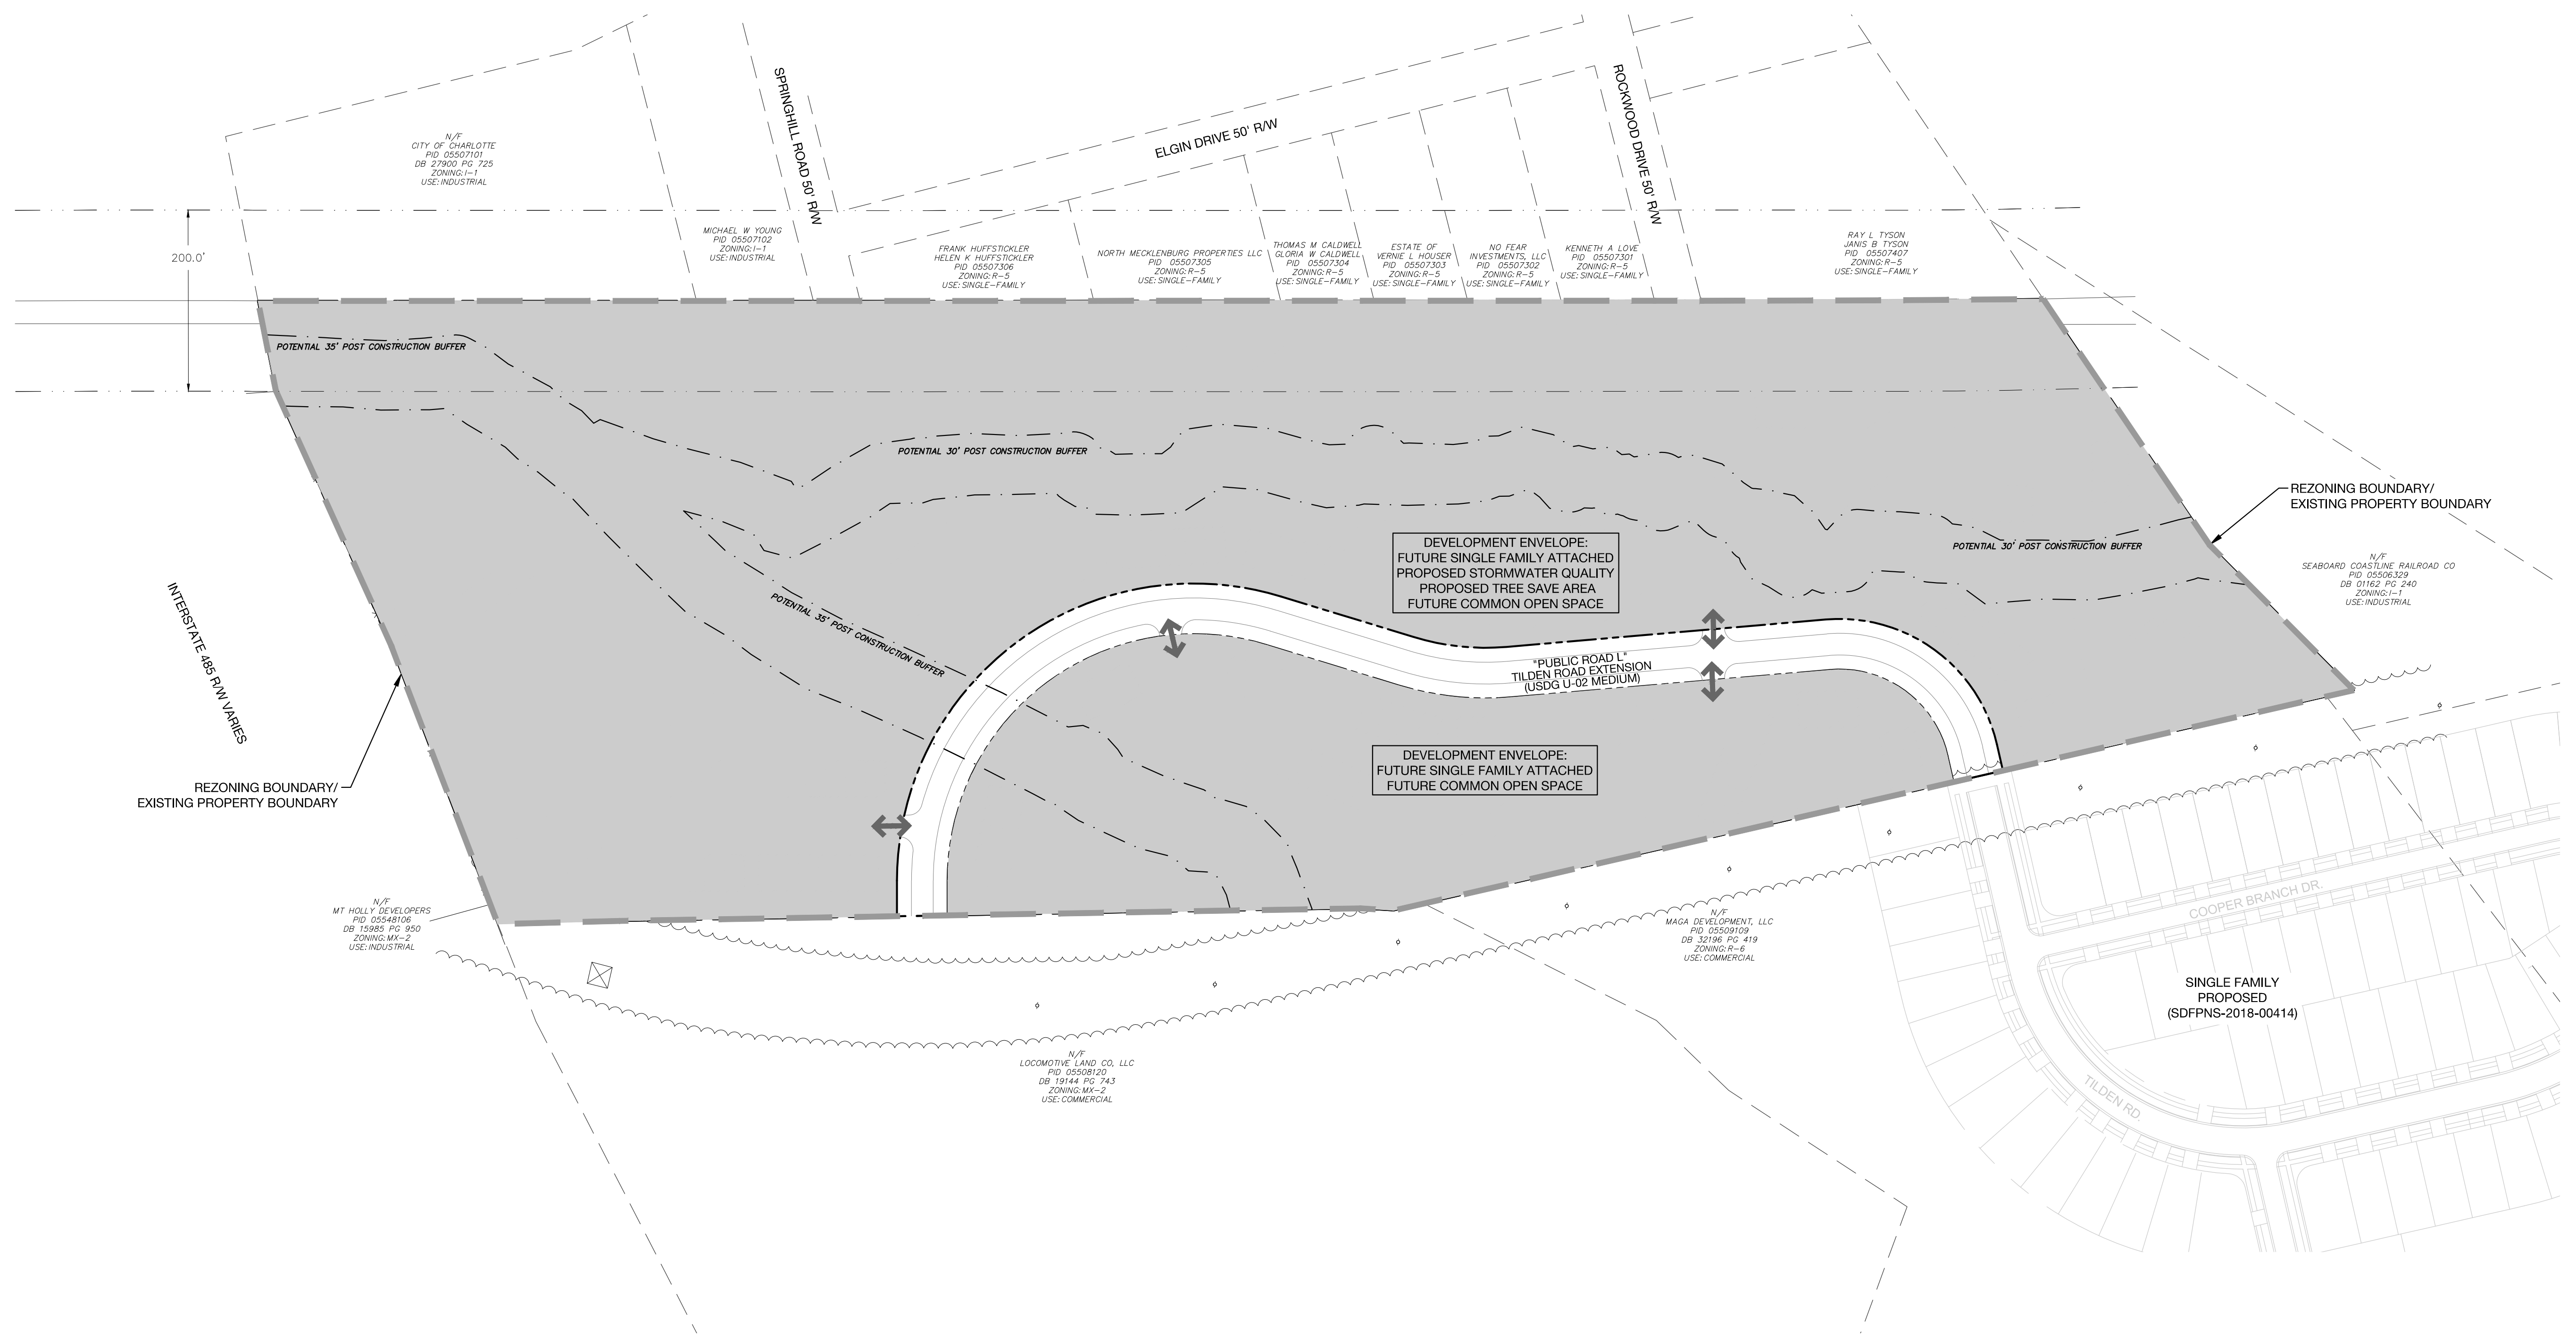 N/F
CITY OF CHARLOTTE
PID 05507101
DB 27900 PG 725
ZONING: I-1
USE: INDUSTRIAL
SPRINGHILL ROAD 50' R/W
ELGIN DRIVE 50' R/W
ROCKWOOD DRIVE 50' R/W
200.0'
MICHAEL W YOUNG
PID 05507102
ZONING: I-1
USE: INDUSTRIAL
FRANK HUFFSTICKLER
HELEN K HUFFSTICKLER
PID 05507306
ZONING: R-5
USE: SINGLE-FAMILY
NORTH MECKLENBURG PROPERTIES LLC
PID 05507305
ZONING: R-5
USE: SINGLE-FAMILY
THOMAS M CALDWELL
GLORIA W CALDWELL
PID 05507304
ZONING: R-5
USE: SINGLE-FAMILY
ESTATE OF
VERNIE L HOUSER
PID 05507303
ZONING: R-5
USE: SINGLE-FAMILY
NO FEAR
INVESTMENTS, LLC
PID 05507302
ZONING: R-5
USE: SINGLE-FAMILY
KENNETH A LOVE
PID 05507301
ZONING: R-5
USE: SINGLE-FAMILY
RAY L TYSON
JANIS B TYSON
PID 05507407
ZONING: R-5
USE: SINGLE-FAMILY
POTENTIAL 35' POST CONSTRUCTION BUFFER
POTENTIAL 30' POST CONSTRUCTION BUFFER
REZONING BOUNDARY/
EXISTING PROPERTY BOUNDARY
POTENTIAL 30' POST CONSTRUCTION BUFFER
DEVELOPMENT ENVELOPE:
FUTURE SINGLE FAMILY ATTACHED
PROPOSED STORMWATER QUALITY
PROPOSED TREE SAVE AREA
FUTURE COMMON OPEN SPACE
N/F
SEABOARD COASTLINE RAILROAD CO
PID 05506329
DB 01162 PG 240
ZONING: I-1
USE: INDUSTRIAL
INTERSTATE 485 R/W VARIES
POTENTIAL 35' POST CONSTRUCTION BUFFER
"PUBLIC ROAD L"
TILDEN ROAD EXTENSION
(USDG U-02 MEDIUM)
DEVELOPMENT ENVELOPE:
FUTURE SINGLE FAMILY ATTACHED
FUTURE COMMON OPEN SPACE
REZONING BOUNDARY/
EXISTING PROPERTY BOUNDARY
N/F
MT HOLLY DEVELOPERS
PID 05548106
DB 15985 PG 950
ZONING: MX-2
USE: INDUSTRIAL
N/F
MAGA DEVELOPMENT, LLC
PID 05509109
DB 32196 PG 419
ZONING: R-6
USE: COMMERCIAL
COOPER BRANCH DR.
SINGLE FAMILY
PROPOSED
(SDFPNS-2018-00414)
N/F
LOCOMOTIVE LAND CO, LLC
PID 05508120
DB 19144 PG 743
ZONING: MX-2
USE: COMMERCIAL
TILDEN RD.